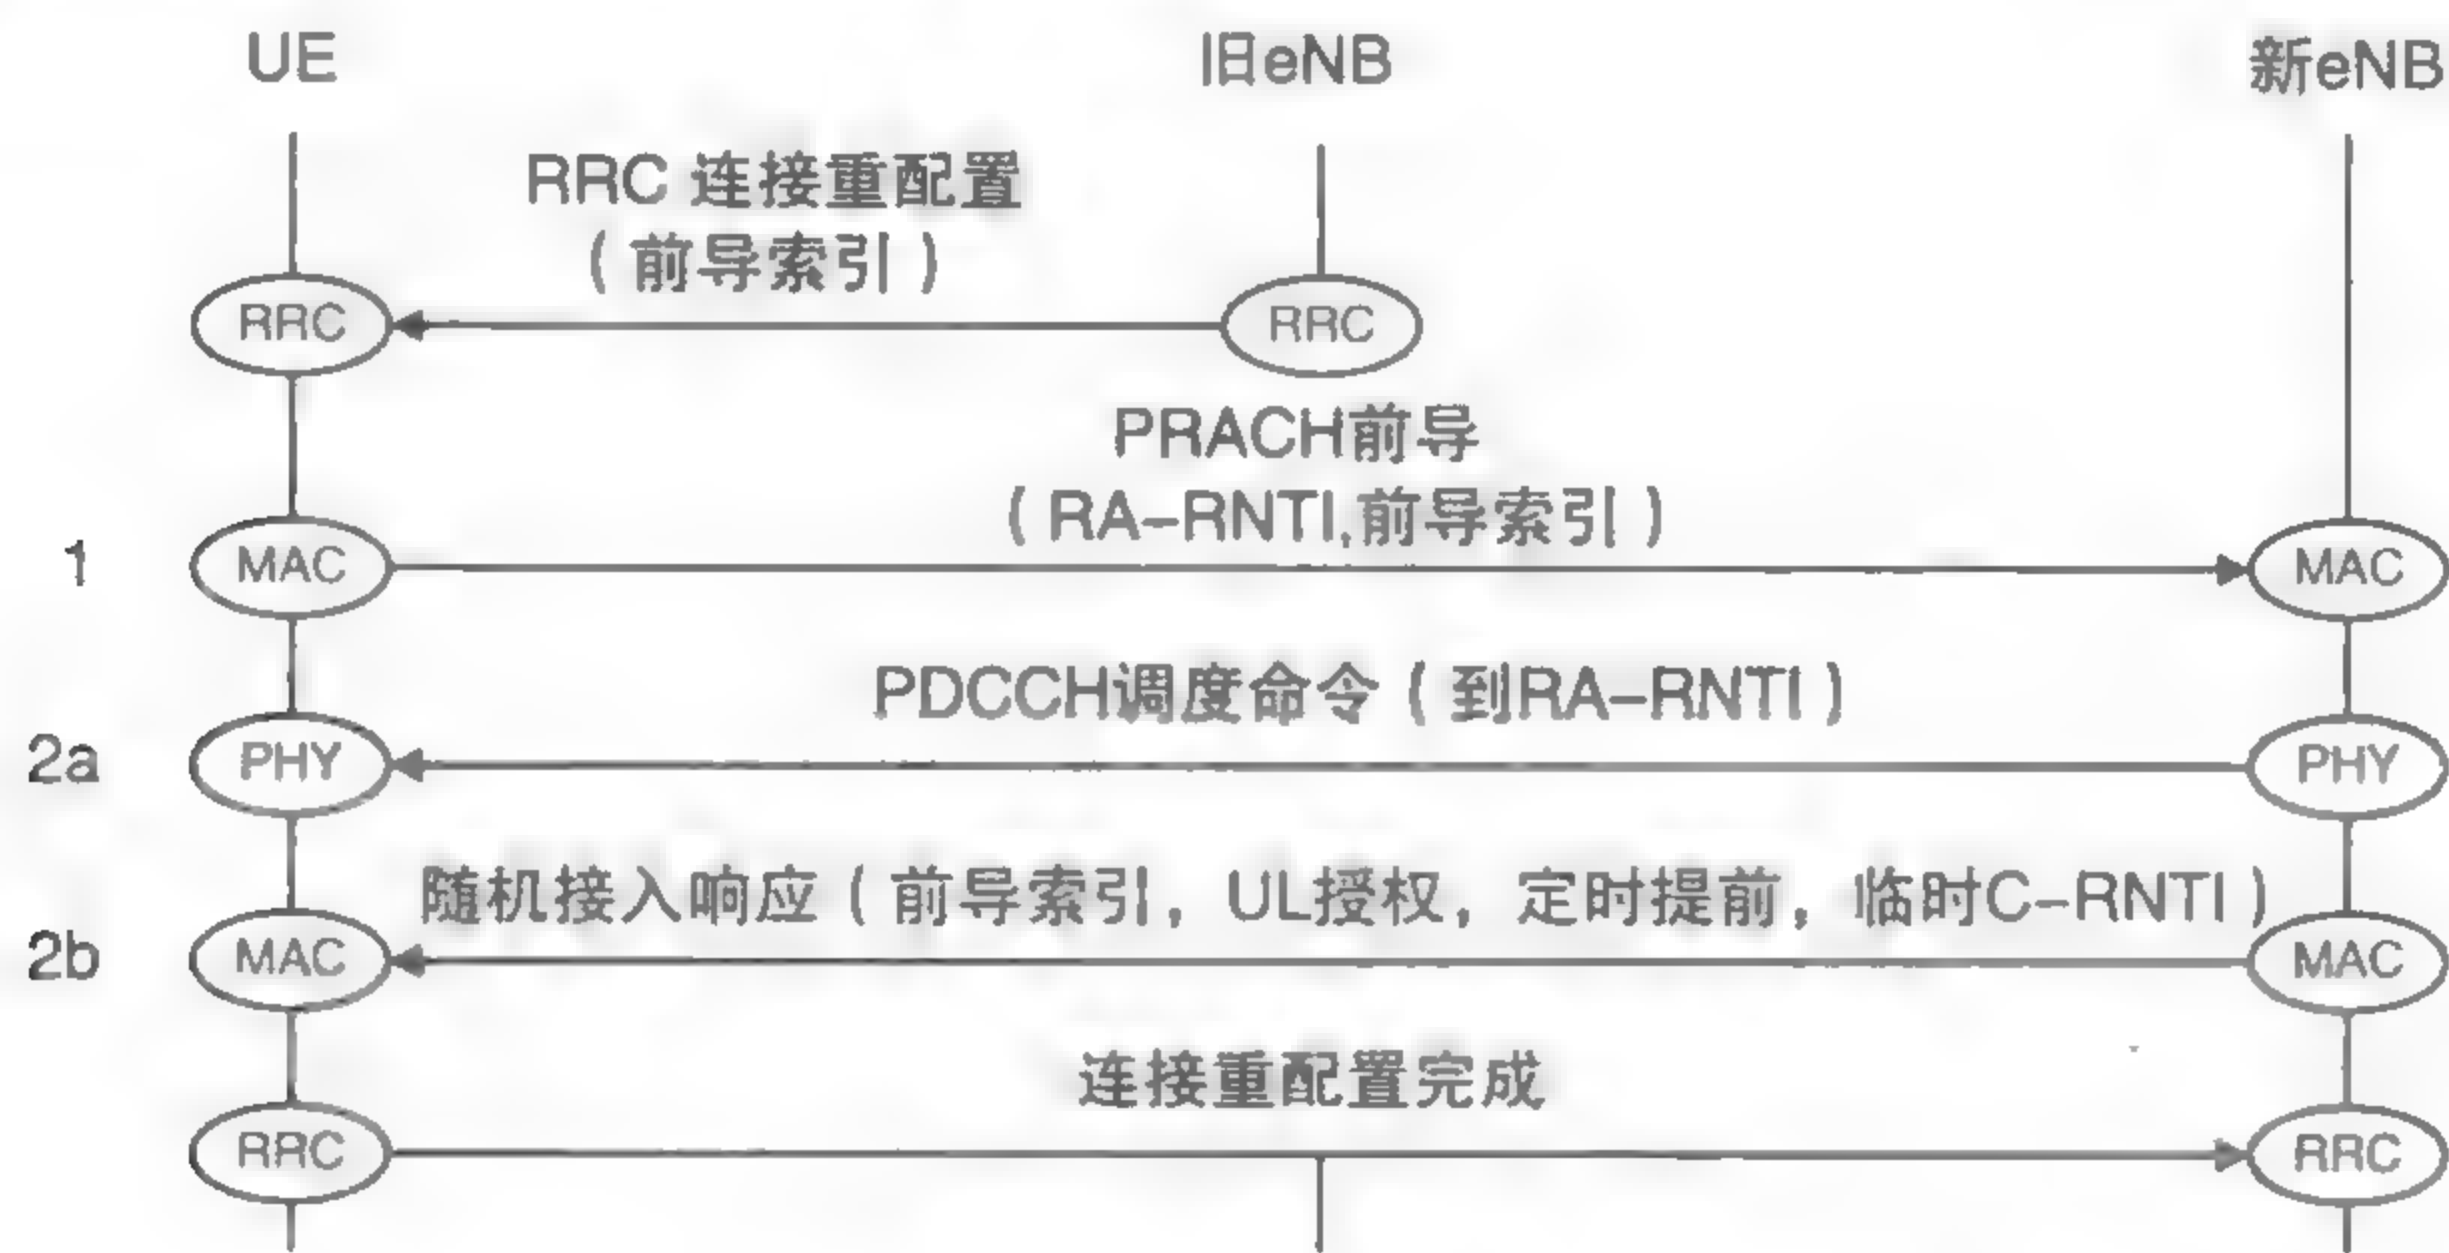 UE
旧eNB
新eNB
RRC 连接重配置
（前导索引）
RRC
RRC
PRACH前导
（RA-RNTI,前导索引）
1
MAC
MAC
PDCCH调度命令（到RA-RNTI）
2a
PHY
PHY
随机接入响应（前导索引，UL授权，定时提前，临时C-RNTI）
2b
MAC
MAC
连接重配置完成
RRC
RRC